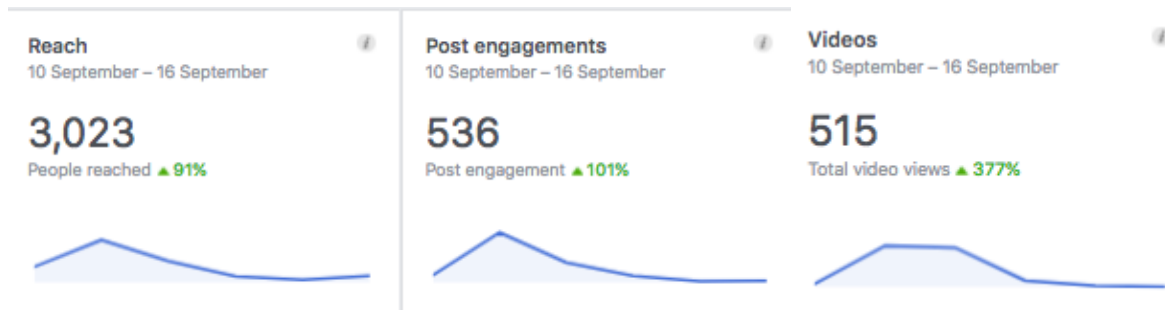 Reach
10 September – 16 September
3,023
People reached ▲ 91%
Post engagements
10 September – 16 September
536
Post engagement ▲ 101%
Videos
10 September – 16 September
515
Total video views ▲ 377%